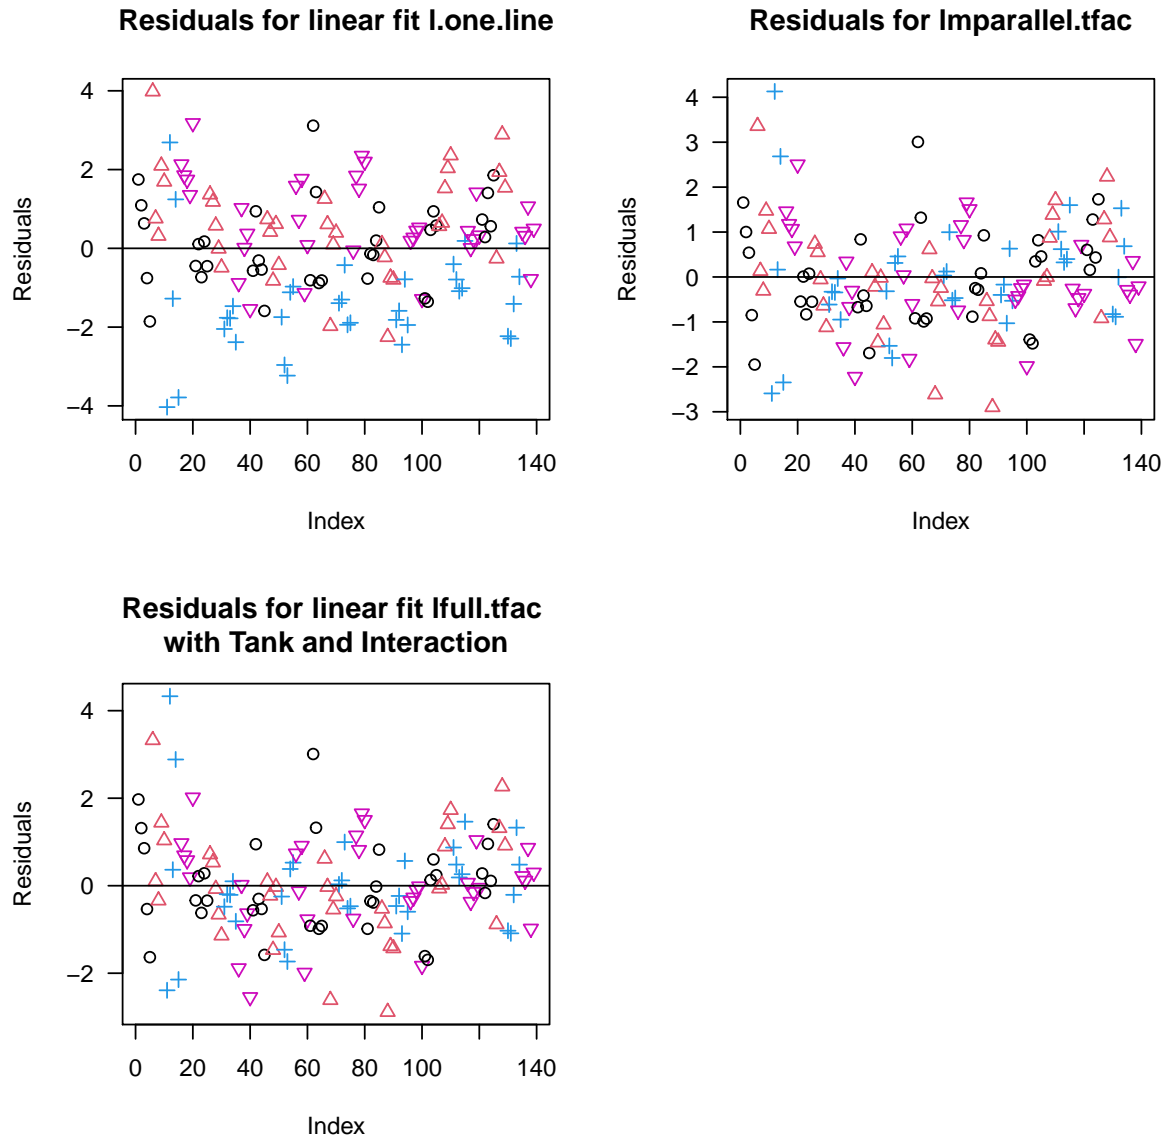 Residuals for linear fit l.one.line
Residuals
4
2
0
−2
−4
0 20 40 60 80 100 140
Index
Residuals for lmparallel.tfac
Residuals
4
3
2
1
0
−1
−2
−3
0 20 40 60 80 100 140
Index
Residuals for linear fit lfull.tfac
with Tank and Interaction
Residuals
4
2
0
−2
0 20 40 60 80 100 140
Index